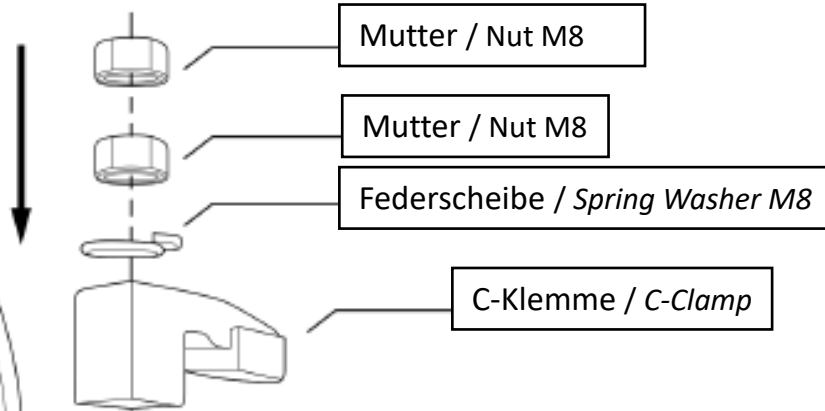 Mutter / Nut M8
Mutter / Nut M8
Federscheibe / Spring Washer M8
C-Klemme / C-Clamp